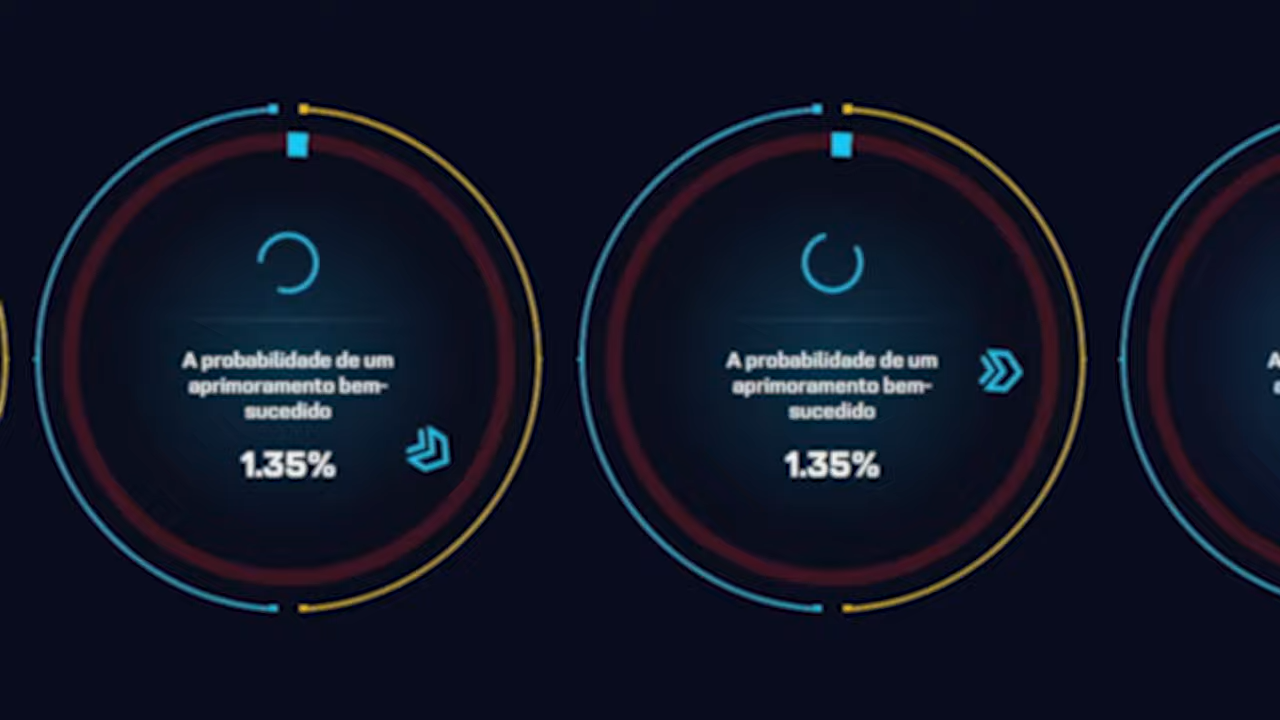 A probabilidade de um
aprimoramento bem-
sucedido
1.35%
A probabilidade de um
aprimoramento bem-
sucedido
1.35%